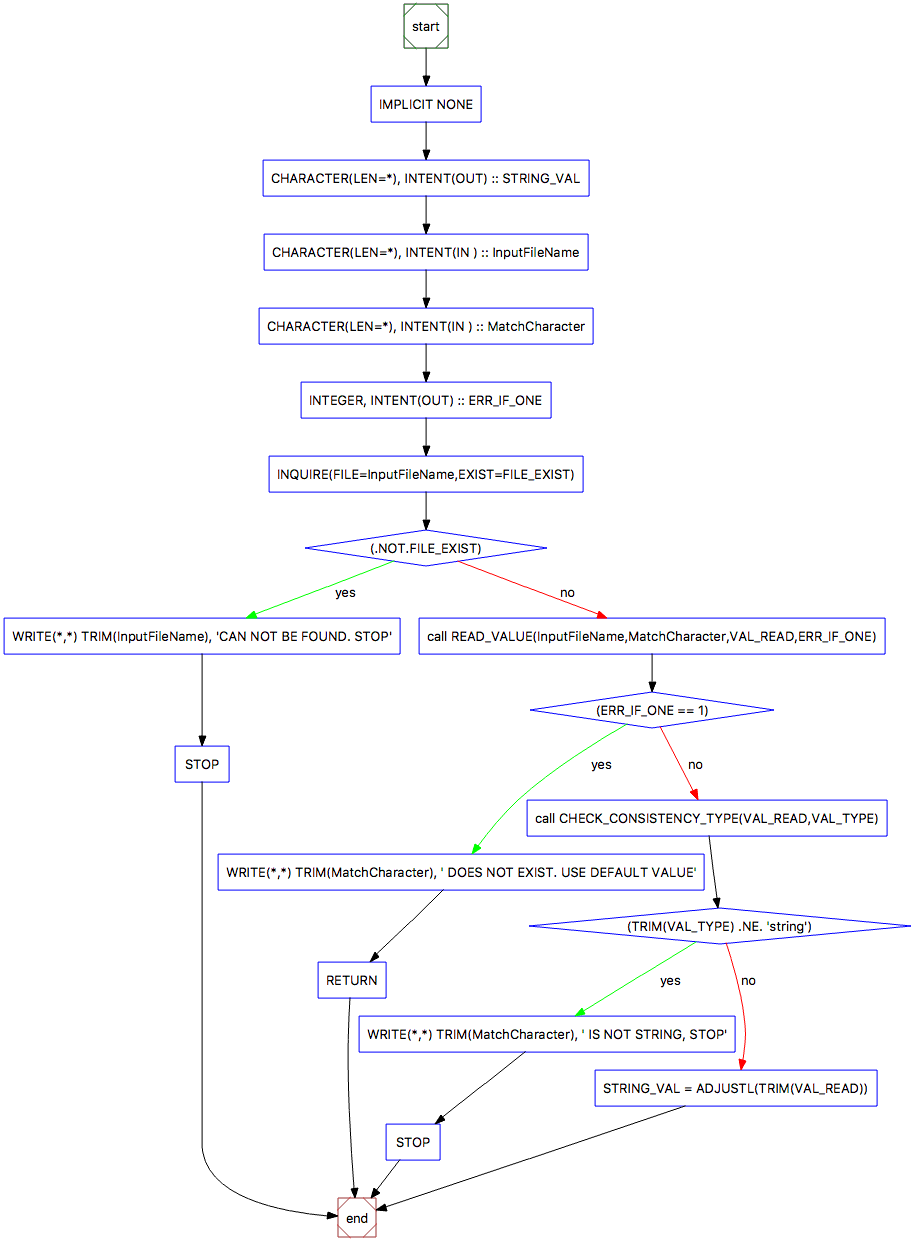 start
IMPLICIT NONE
CHARACTER(LEN=*), INTENT(OUT) :: STRING_VAL
CHARACTER(LEN=*), INTENT(IN ) :: InputFileName
CHARACTER(LEN=*), INTENT(IN ) :: MatchCharacter
INTEGER, INTENT(OUT) :: ERR_IF_ONE
INQUIRE(FILE=InputFileName,EXIST=FILE_EXIST)
(.NOT.FILE_EXIST)
yes
no
WRITE(*,*) TRIM(InputFileName), 'CAN NOT BE FOUND. STOP'
call READ_VALUE(InputFileName,MatchCharacter,VAL_READ,ERR_IF_ONE)
(ERR_IF_ONE == 1)
STOP
yes
no
call CHECK_CONSISTENCY_TYPE(VAL_READ,VAL_TYPE)
WRITE(*,*) TRIM(MatchCharacter), ' DOES NOT EXIST. USE DEFAULT VALUE'
(TRIM(VAL_TYPE) .NE. 'string')
RETURN
yes
no
WRITE(*,*) TRIM(MatchCharacter), ' IS NOT STRING, STOP'
STRING_VAL = ADJUSTL(TRIM(VAL_READ))
STOP
end